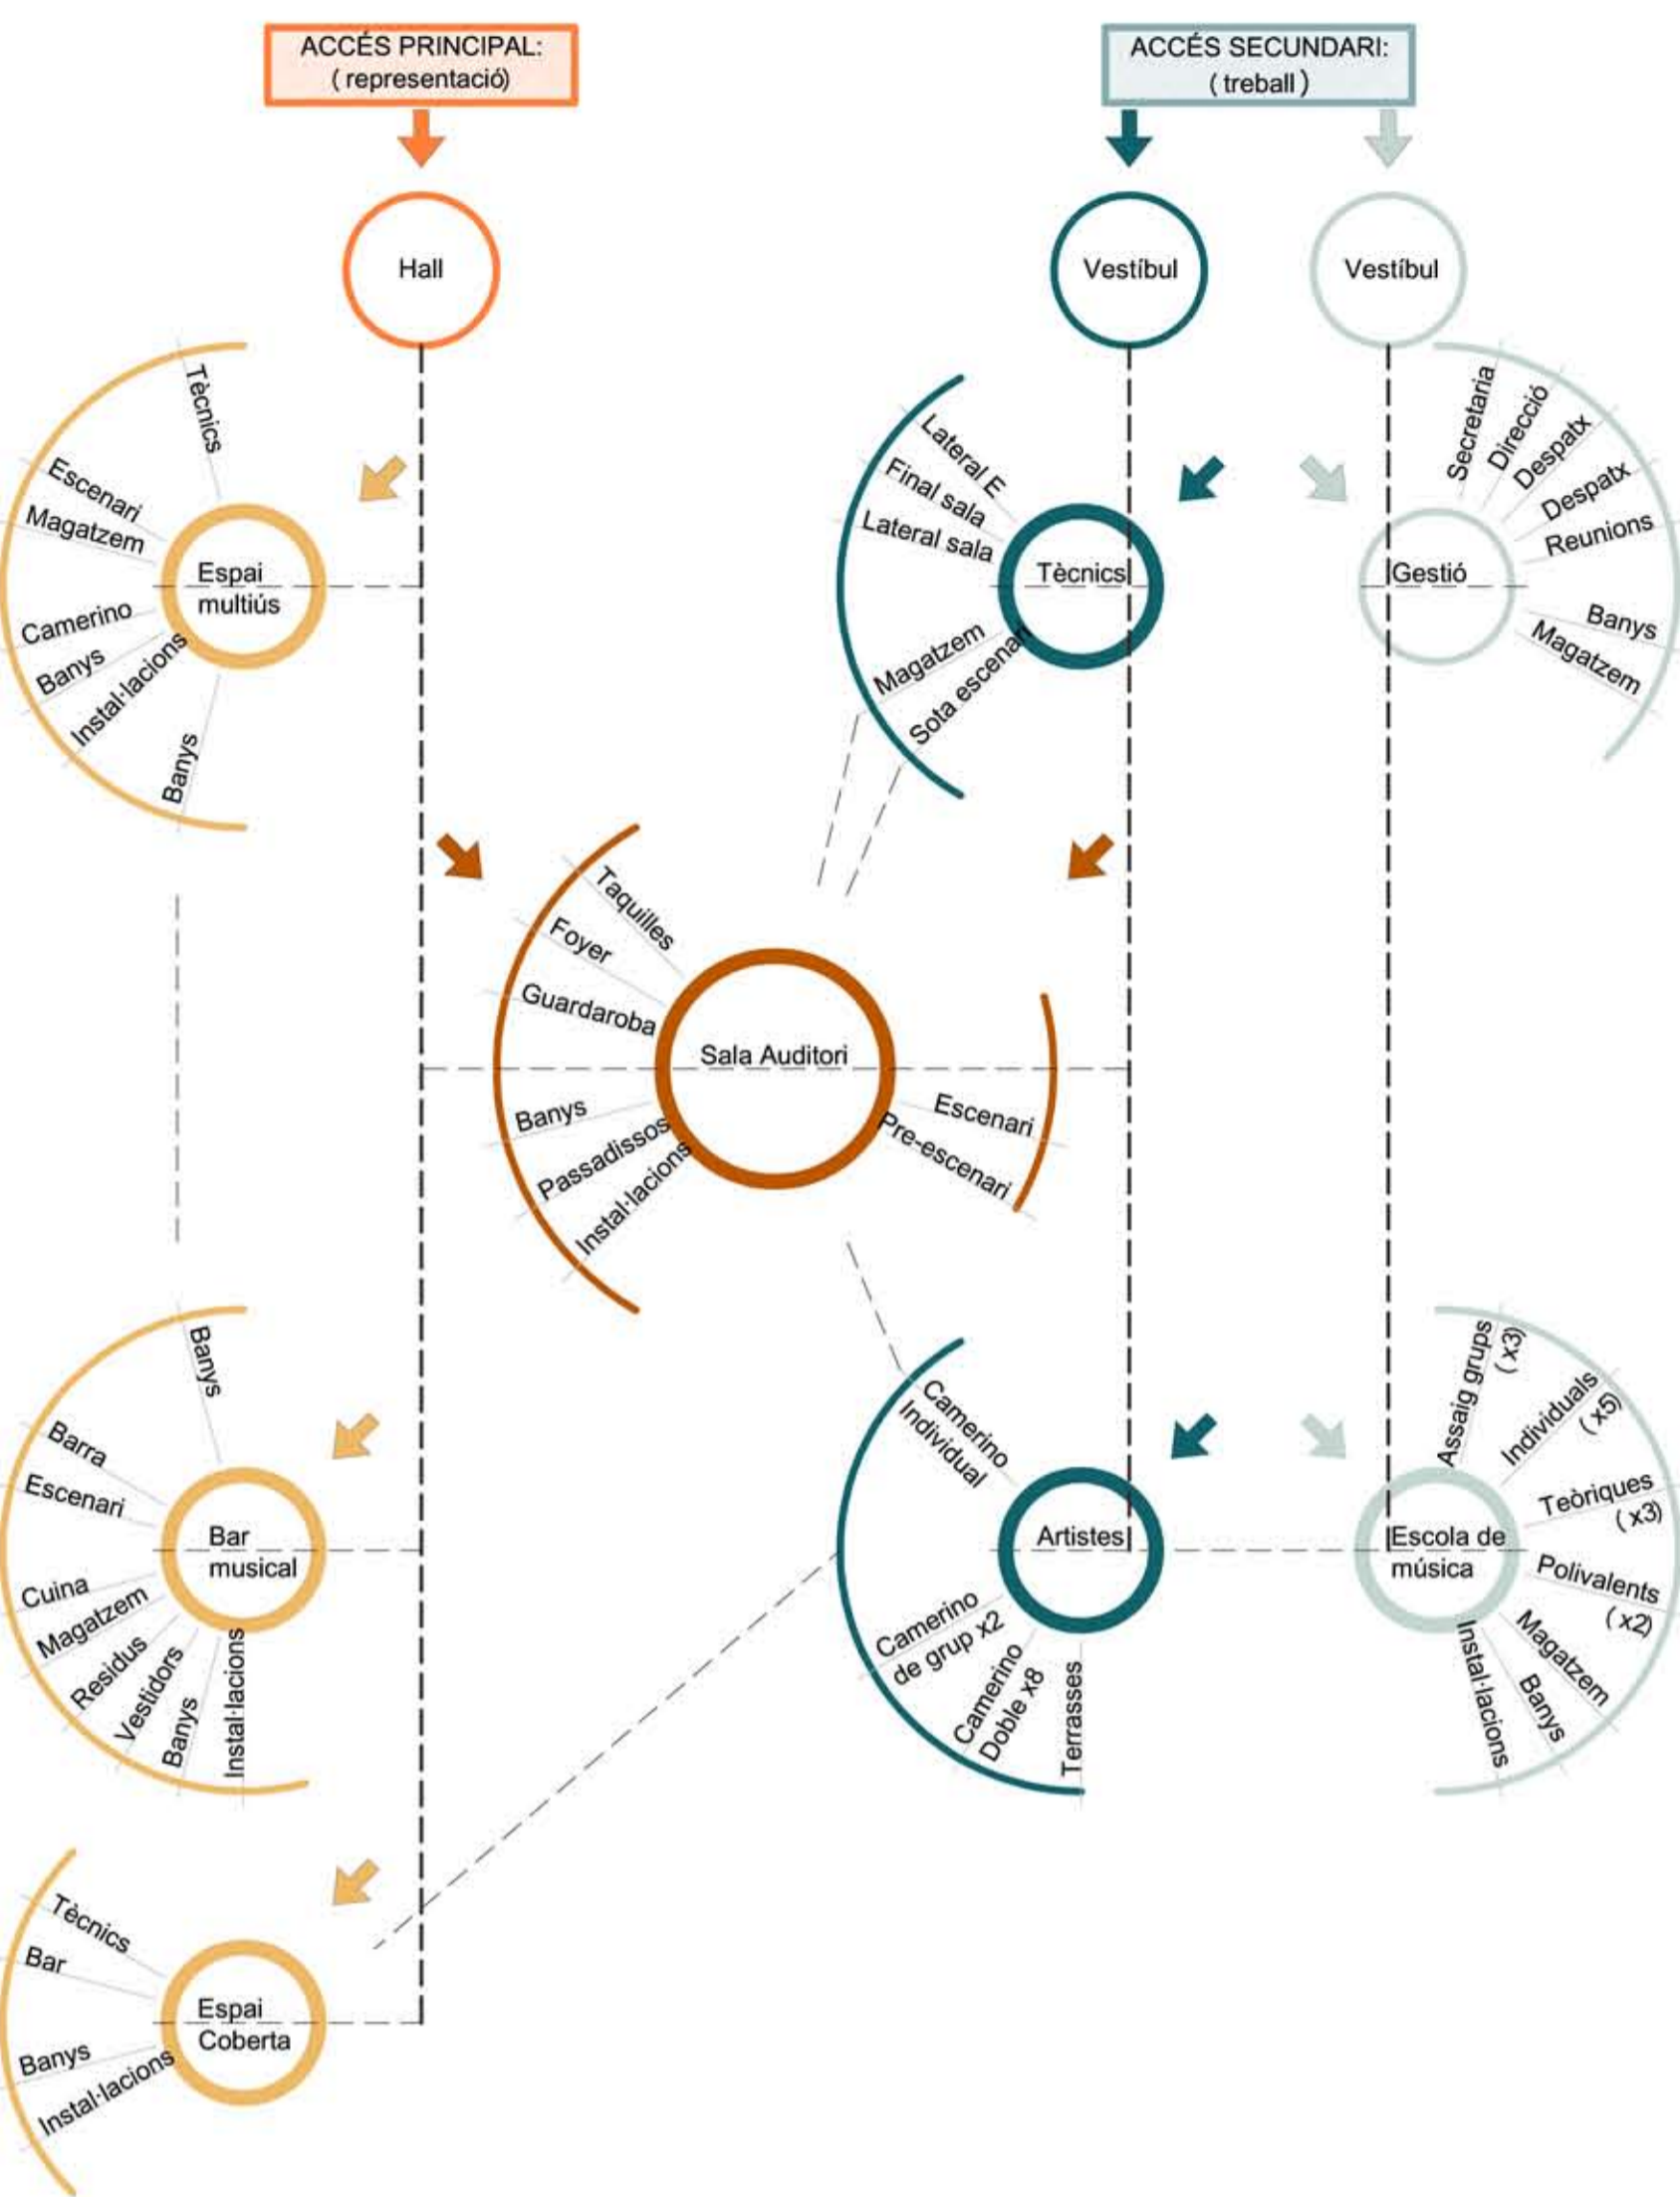 ACCÉS PRINCIPAL:
( representació)
ACCÉS SECUNDARI:
( treball )
Hall
Vestíbul
Vestíbul
Tècnics
Escenari
Magatzem
Espai
multiús
Camerino
Banys
Instal·lacions
Banys
Lateral E
Final sala
Lateral sala
Tècnics
Magatzem
Sota escenari
Secretaria
Direcció
Despatx
Despatx
Reunions
Gestió
Banys
Magatzem
Taquilles
Foyer
Guardaroba
Sala Auditori
Banys
Passadissos
Instal·lacions
Escenari
Pre-escenari
Banys
Barra
Escenari
Bar
musical
Cuina
Magatzem
Residus
Vestidors
Banys
Instal·lacions
Camerino
Individual
Artistes
Camerino
de grup x2
Camerino
Doble x8
Terrasses
Assaig grups
( x3)
Individuals
( x5)
Teòriques
( x3)
Escola de
música
Polivalents
( x2)
Magatzem
Banys
Instal·lacions
Tècnics
Bar
Espai
Coberta
Banys
Instal·lacions